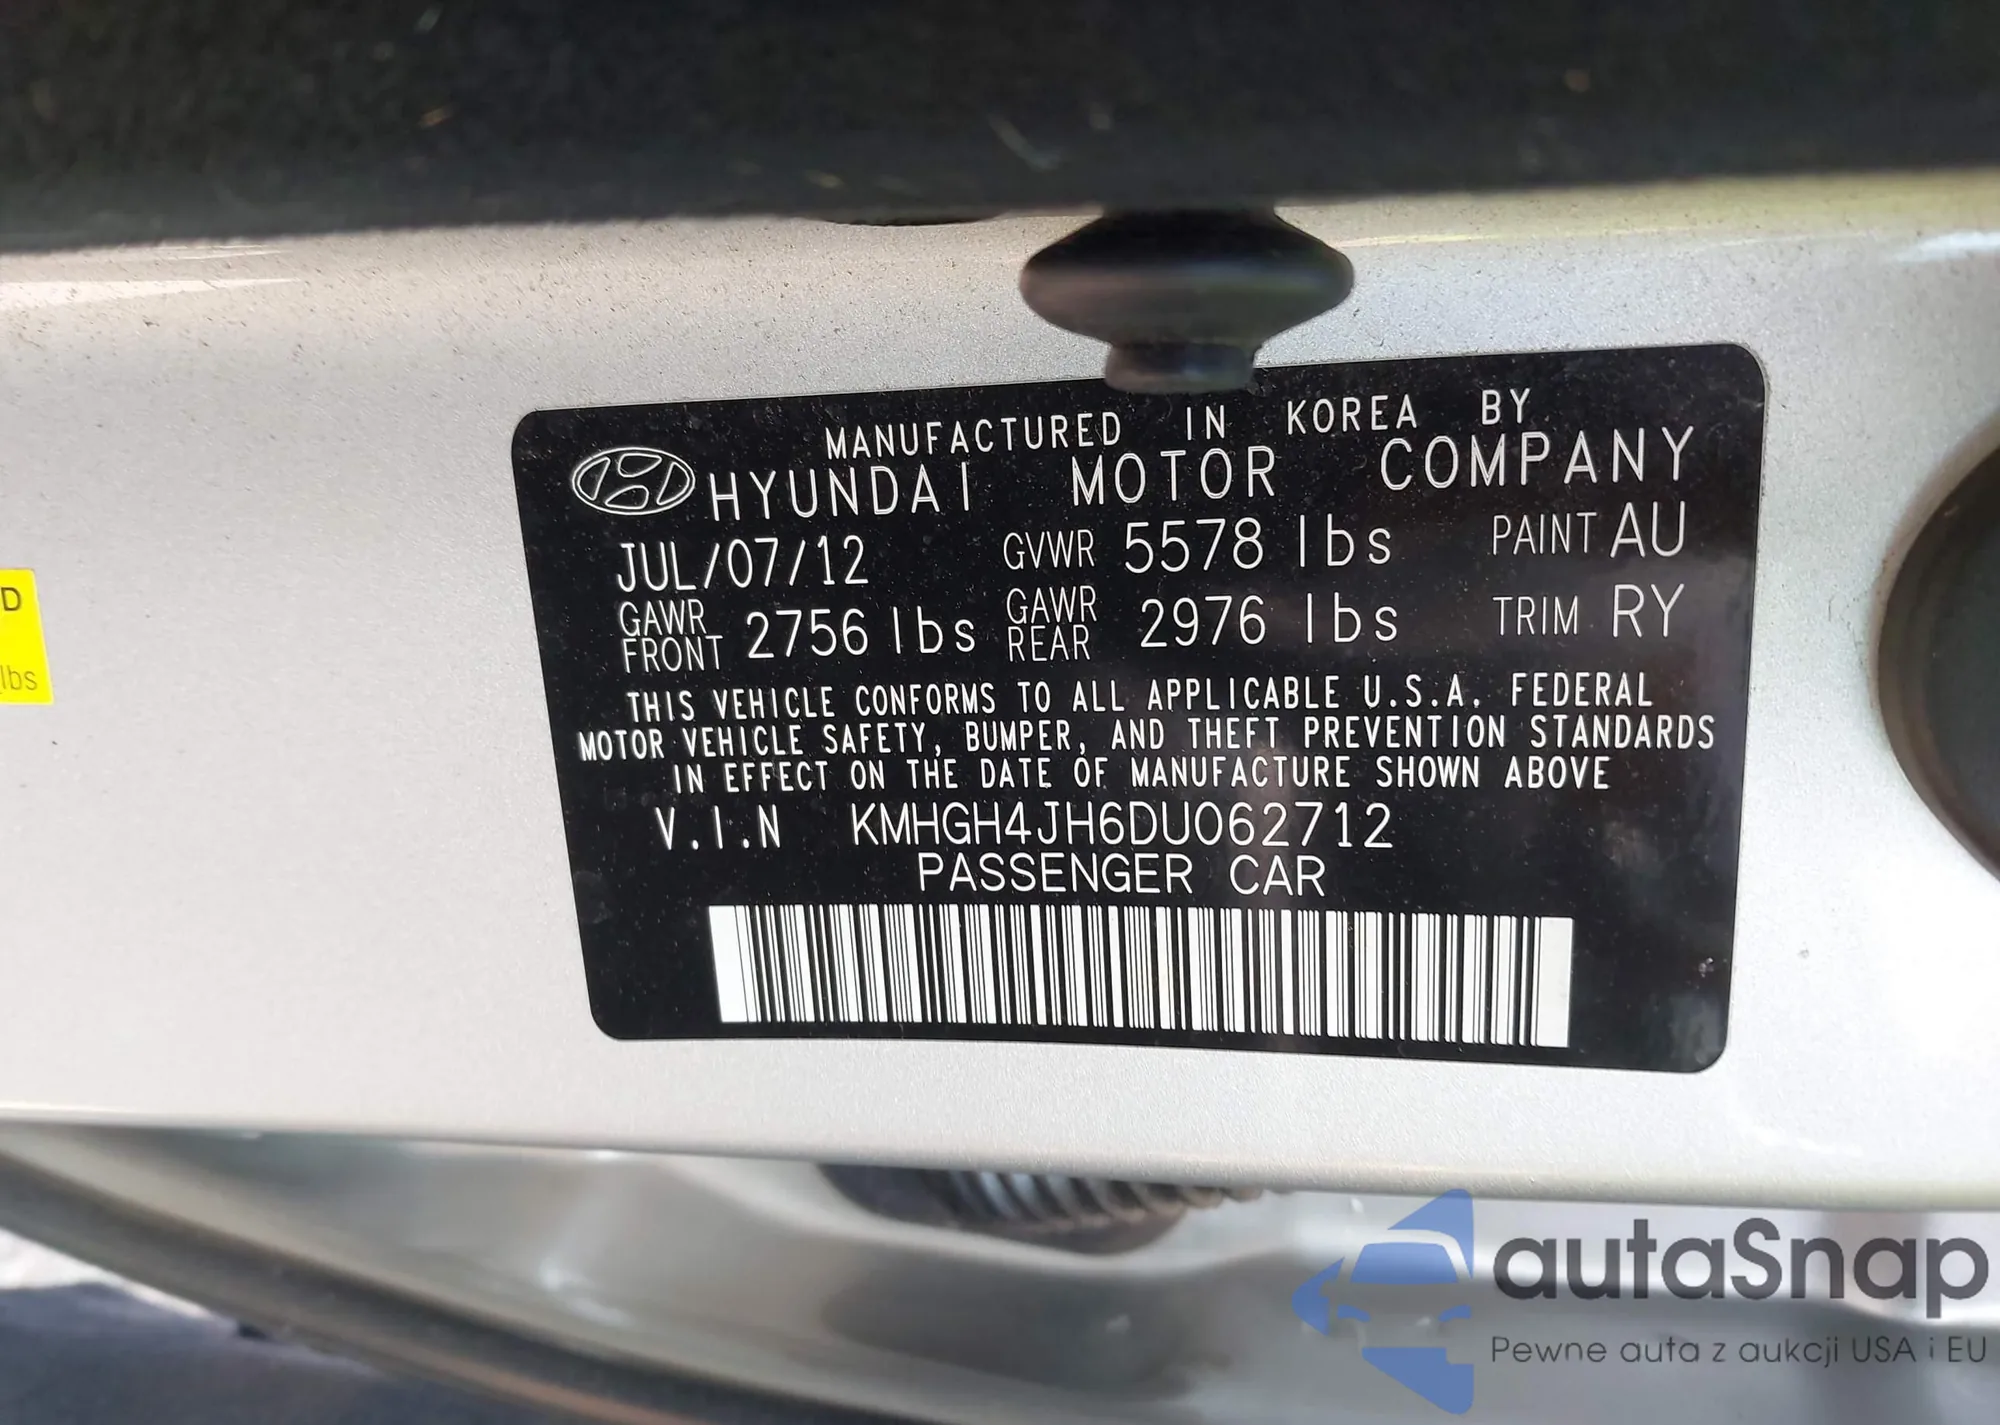 MANUFACTURED IN KOREA BY
HYUNDAI MOTOR COMPANY
JUL/07/12 GVWR 5578 lbs PAINT AU
GAWR FRONT 2756 lbs GAWR REAR 2976 lbs TRIM RY
THIS VEHICLE CONFORMS TO ALL APPLICABLE U.S.A. FEDERAL
MOTOR VEHICLE SAFETY, BUMPER, AND THEFT PREVENTION STANDARDS
IN EFFECT ON THE DATE OF MANUFACTURE SHOWN ABOVE
V.I.N KMHGH4JH6DU062712
PASSENGER CAR
D
lbs
autaSnap
Pewne auta z aukcji USA i EU